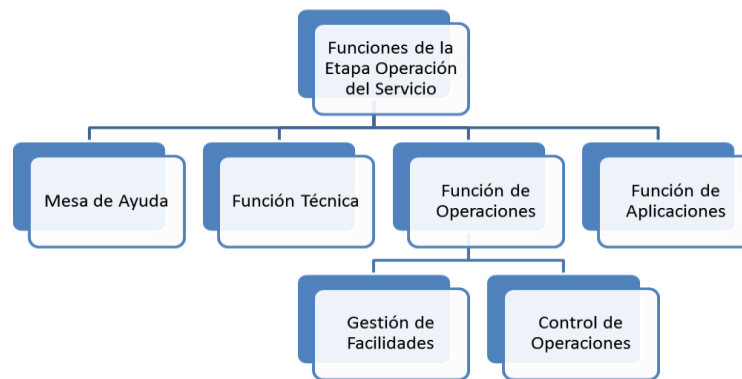 Funciones de la
Etapa Operación
del Servicio
Mesa de Ayuda
Función Técnica
Función de
Operaciones
Función de
Aplicaciones
Gestión de
Facilidades
Control de
Operaciones